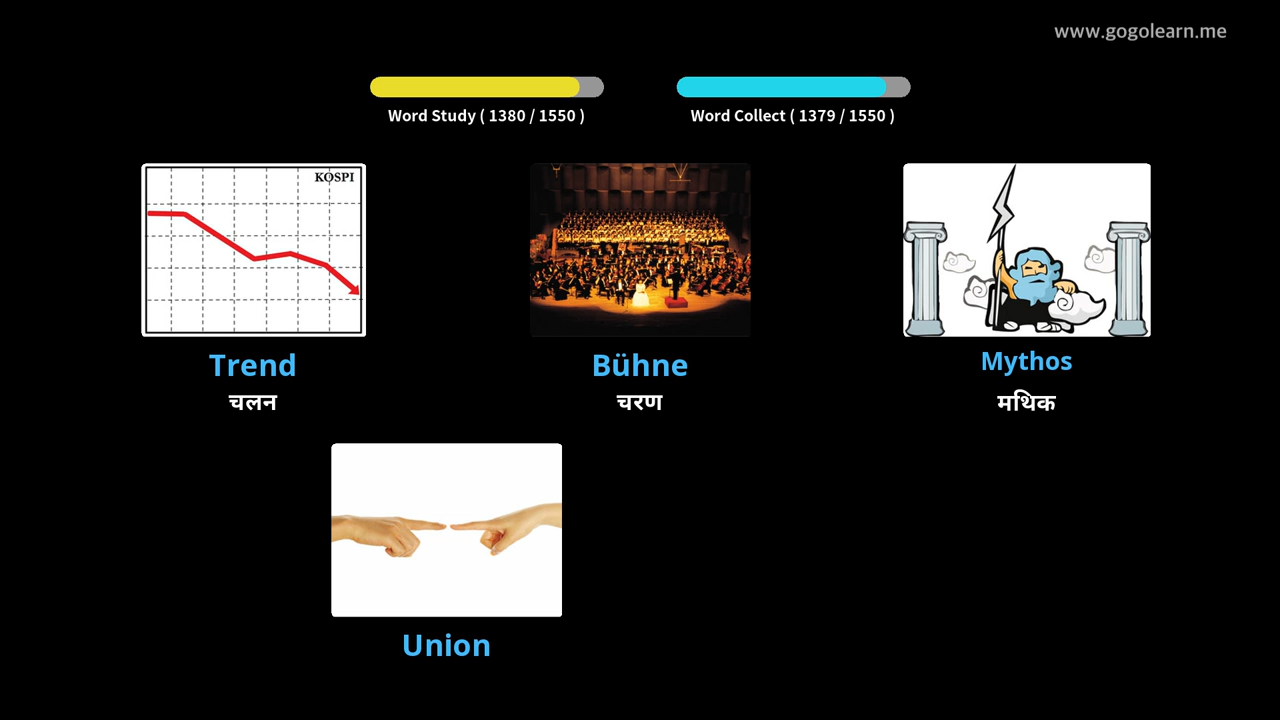 www.gogolearn.me
Word Study ( 1380 / 1550 )
Word Collect ( 1379 / 1550 )
KOSPI
Trend
चलन
Bühne
चरण
Mythos
मथिक
Union